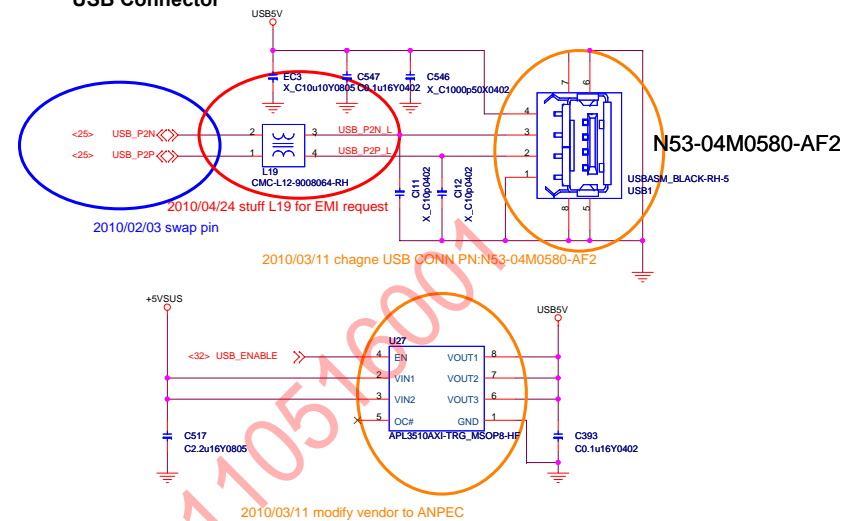 USB Connector
USB5V
EC3
X_C10u10Y0805
C547
C0.1u16Y0402
C546
X_C1000p50X0402
7
6
4
3
2
1
8
5
N53-04M0580-AF2
USBASM_BLACK-RH-5
USB1
<25> USB_P2N
<25> USB_P2P
2
1
3
4
USB_P2N_L
USB_P2P_L
L19
CMC-L12-9008064-RH
CI11
X_C10p0402
CI12
X_C10p0402
2010/04/24 stuff L19 for EMI request
2010/02/03 swap pin
2010/03/11 chagne USB CONN PN:N53-04M0580-AF2
+5VSUS
USB5V
<32> USB_ENABLE
U27
4 EN VOUT1 8
2 VIN1 VOUT2 7
3 VIN2 VOUT3 6
5 OC# GND 1
APL3510AXI-TRG_MSOP8-HF
C517
C2.2u16Y0805
C393
C0.1u16Y0402
2010/03/11 modify vendor to ANPEC
110516001